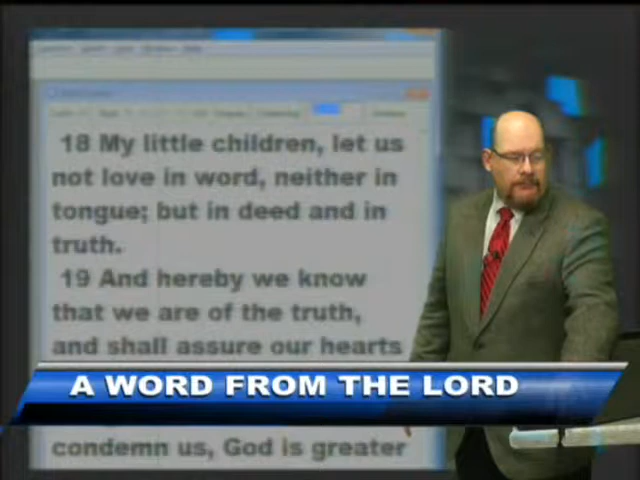 18 My little children, let us
not love in word, neither in
tongue; but in deed and in
truth.
19 And hereby we know
that we are of the truth,
and shall assure our hearts
A WORD FROM THE LORD
condemn us, God is greater